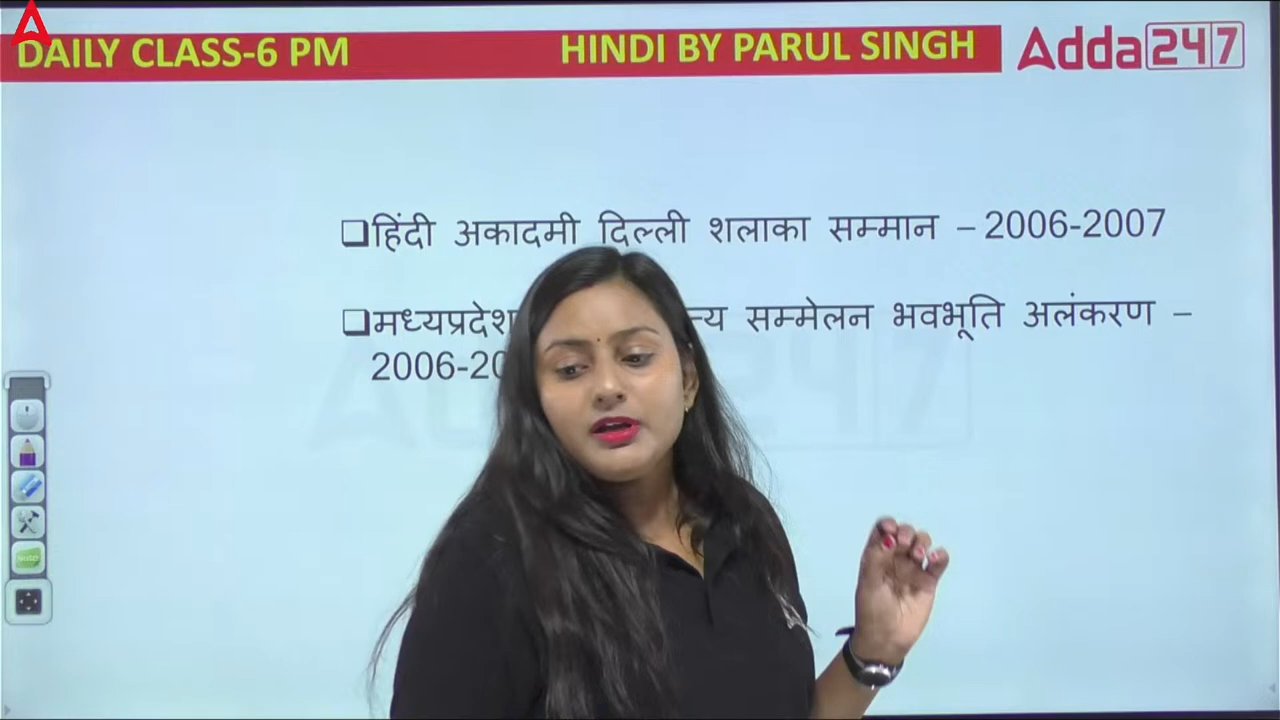 DAILY CLASS-6 PM
HINDI BY PARUL SINGH
Adda247
हिंदी अकादमी दिल्ली शलाका सम्मान – 2006-2007
मध्यप्रदेश सम्मेलन भवभूति अलंकरण –
2006-20